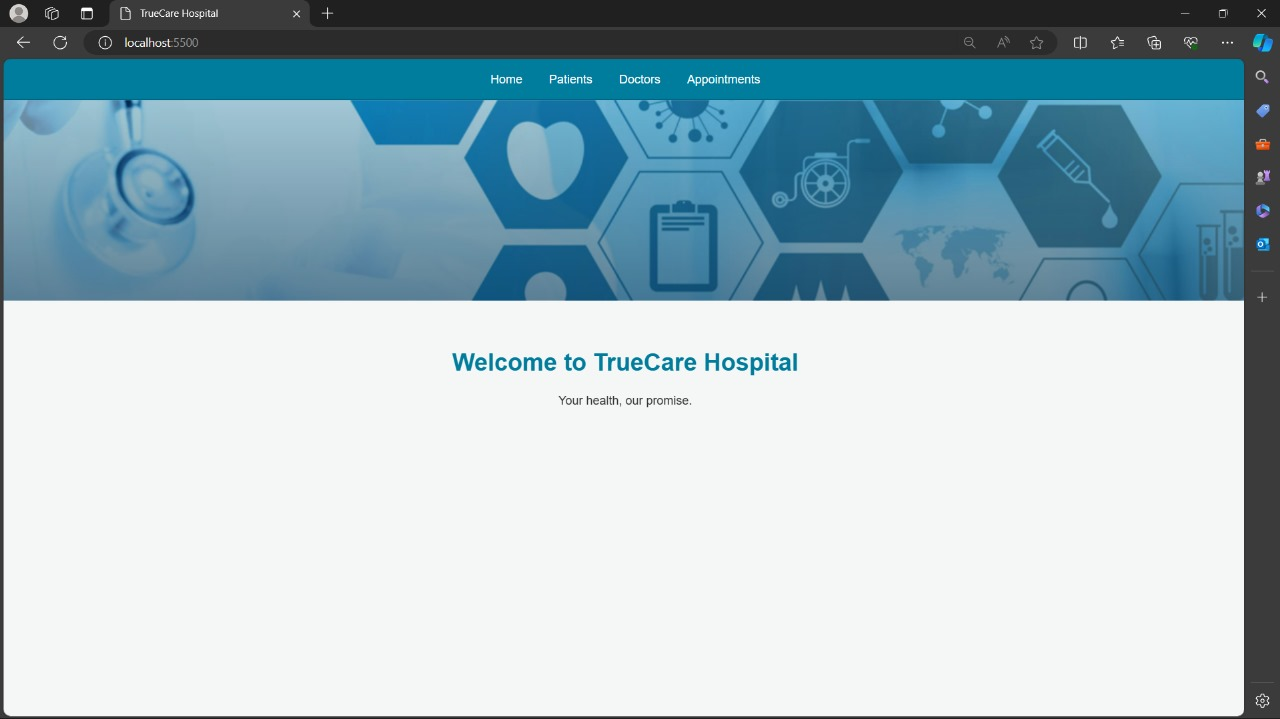 TrueCare Hospital
localhost:5500
Home Patients Doctors Appointments
Welcome to TrueCare Hospital
Your health, our promise.